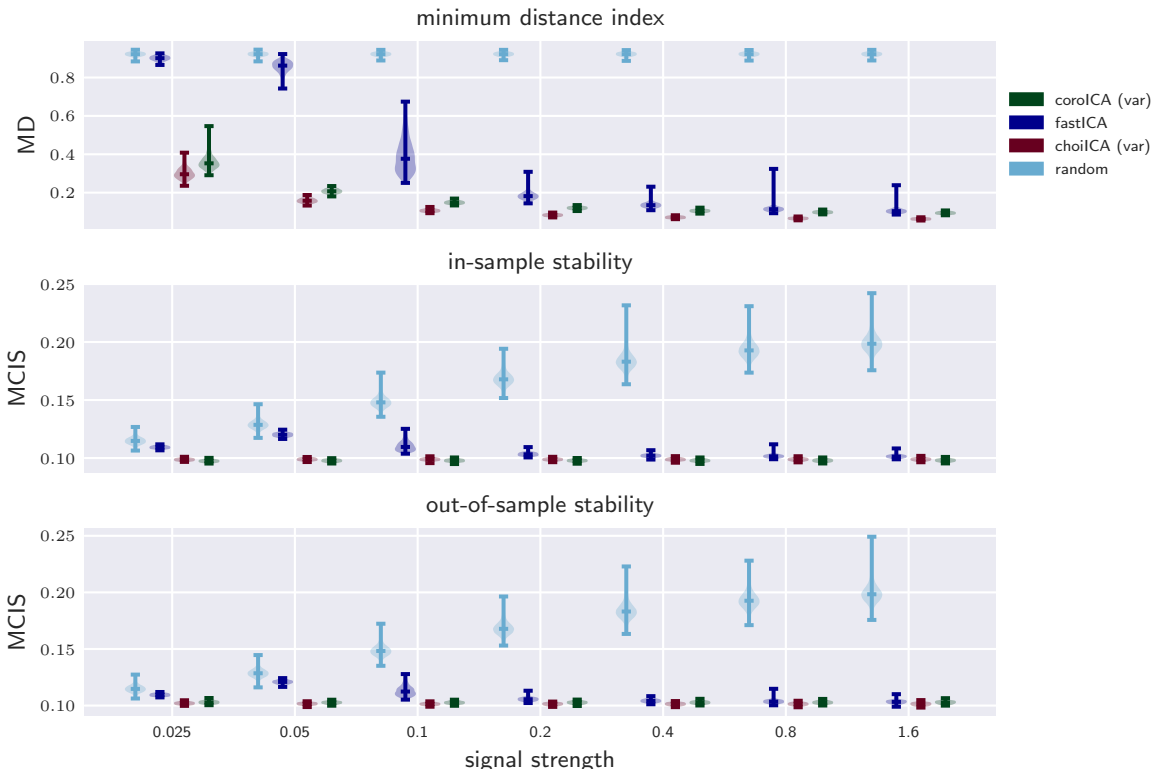 minimum distance index
MD
0.8
0.6
0.4
0.2
coroICA (var)
fastICA
choiICA (var)
random
in-sample stability
MCIS
0.25
0.20
0.15
0.10
out-of-sample stability
MCIS
0.25
0.20
0.15
0.10
0.025 0.05 0.1 0.2 0.4 0.8 1.6
signal strength